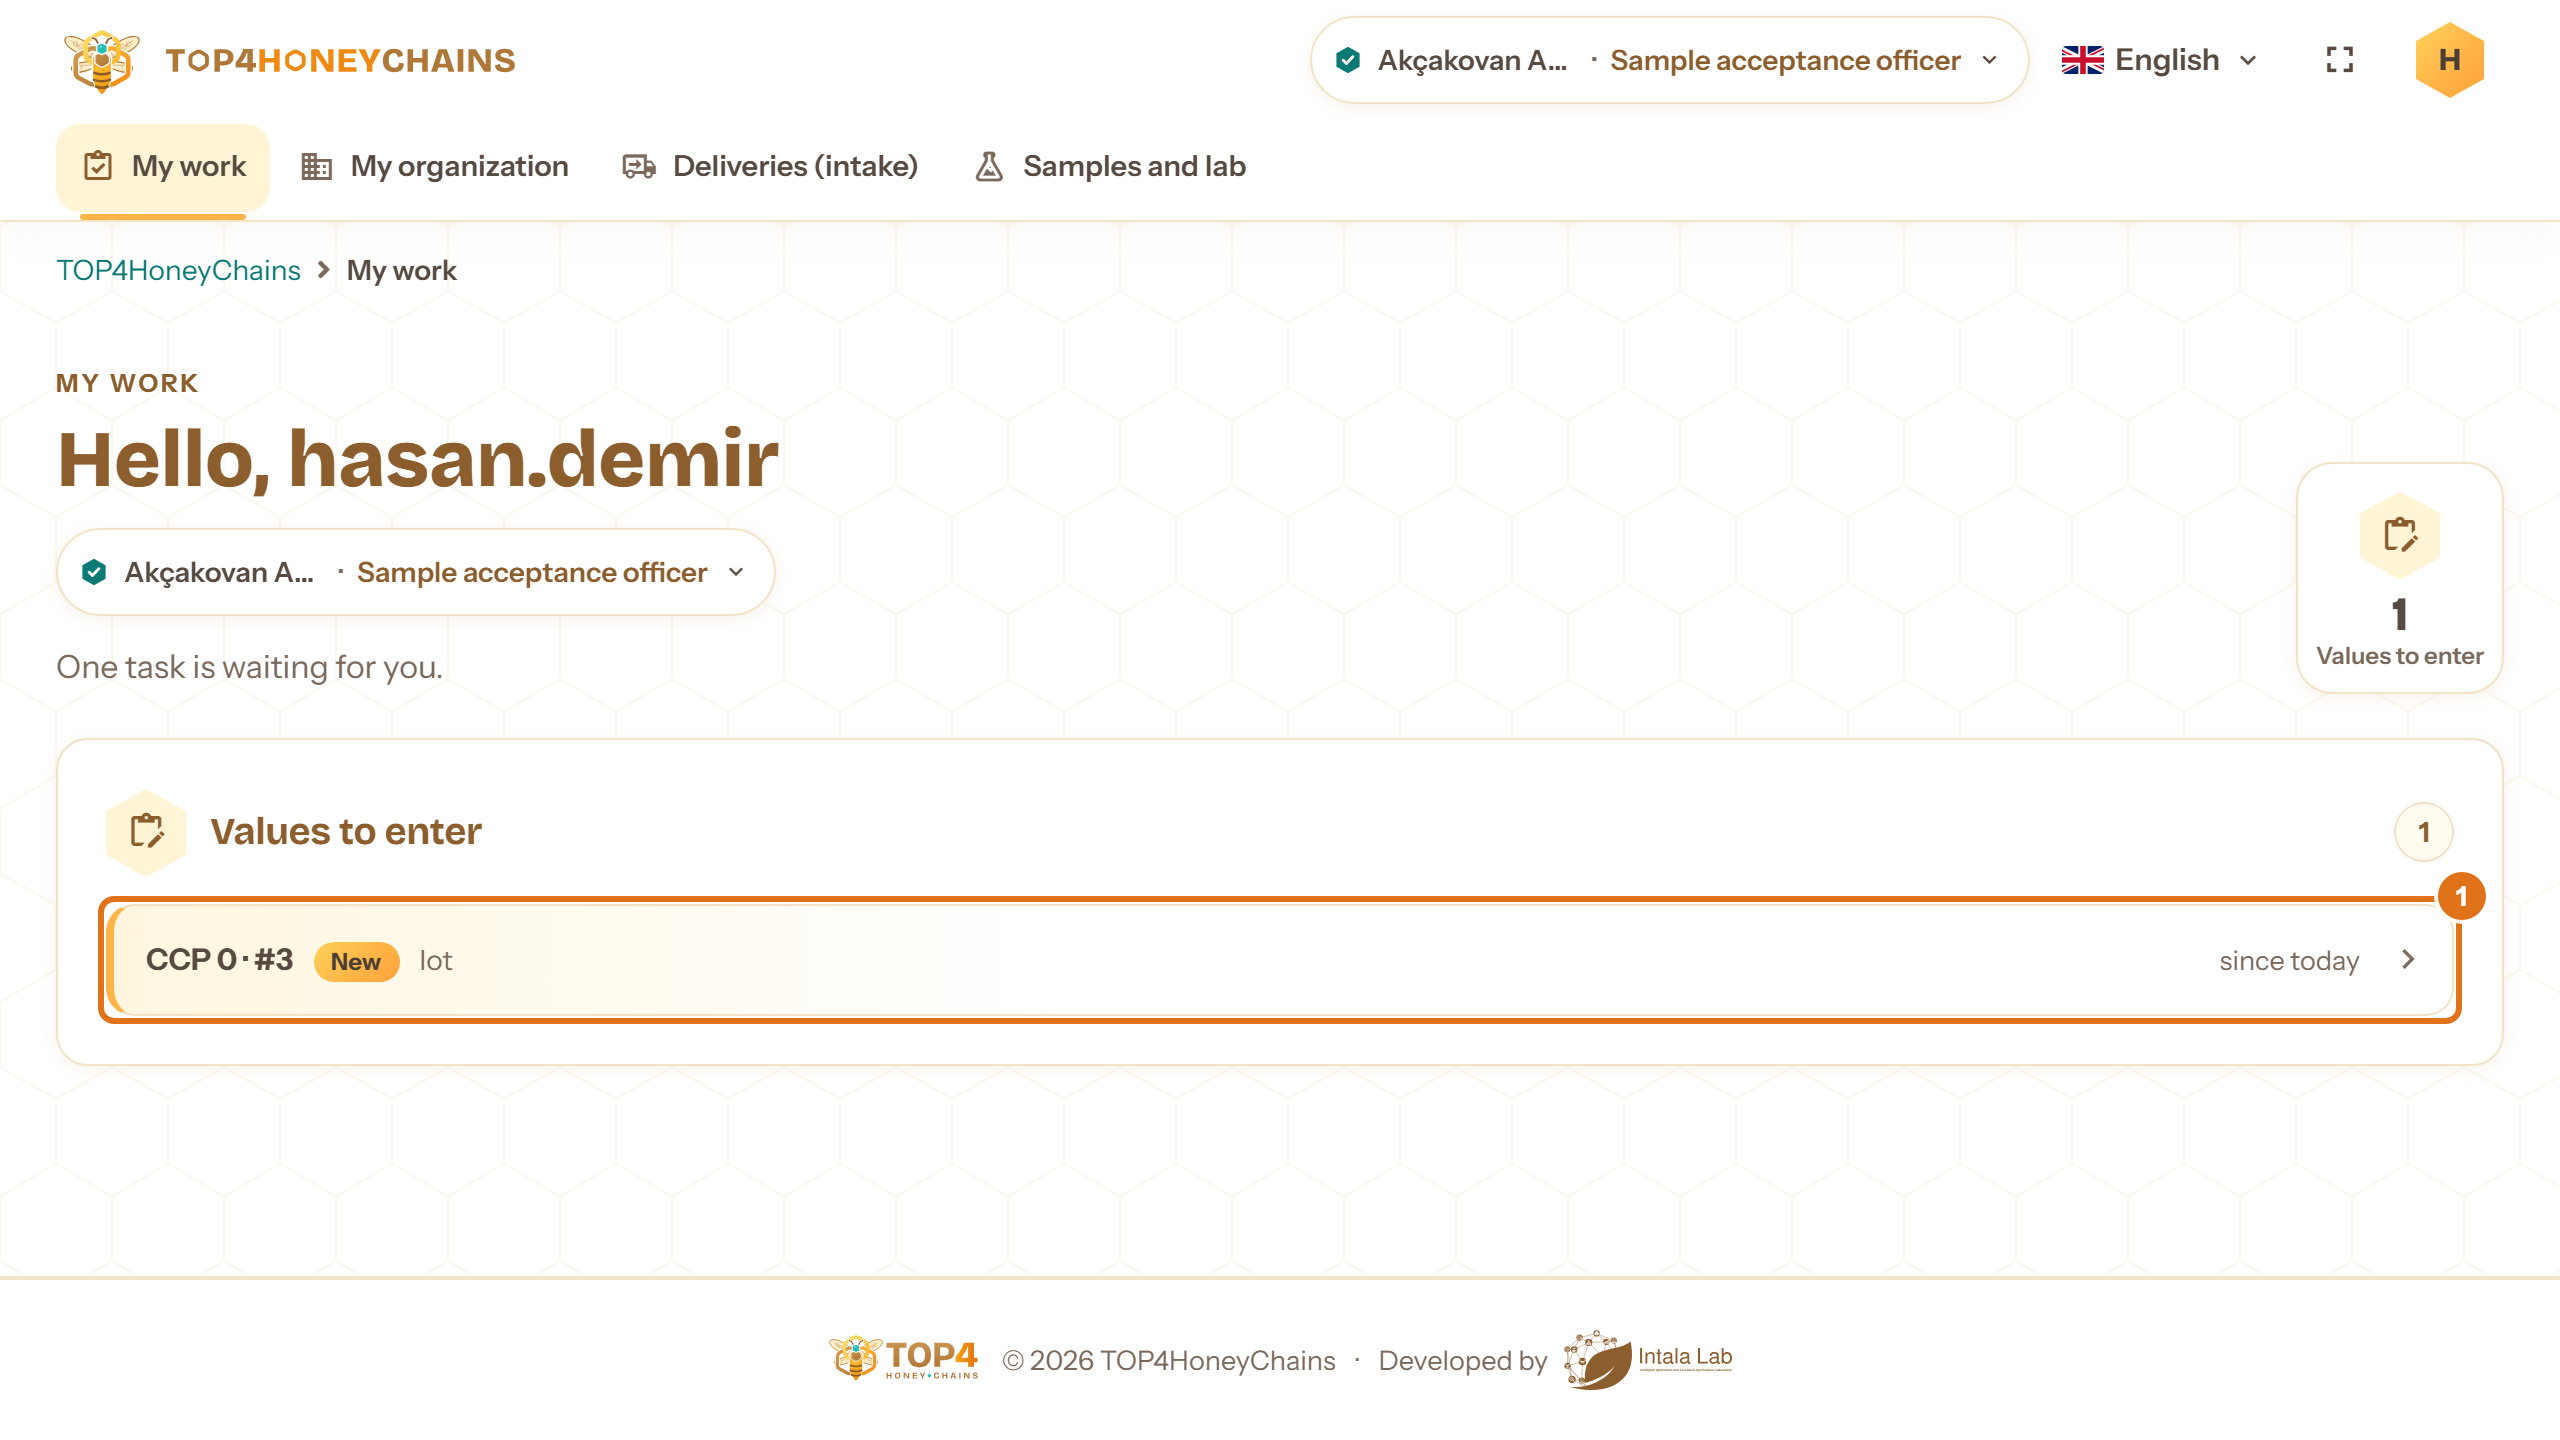 TOP4HONEYCHAINS
Akçakovan A... · Sample acceptance officer
English
H
My work
My organization
Deliveries (intake)
Samples and lab
TOP4HoneyChains > My work
MY WORK
Hello, hasan.demir
Akçakovan A... · Sample acceptance officer
One task is waiting for you.
1
Values to enter
Values to enter
1
1
CCP 0 · #3 New lot
since today
TOP4
HONEY CHAINS
© 2026 TOP4HoneyChains · Developed by
Intala Lab